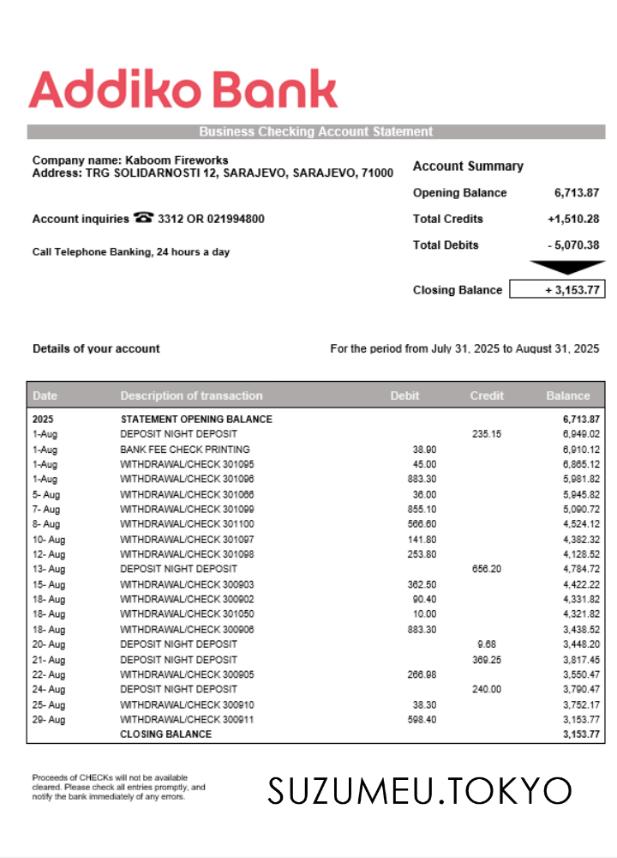 Addiko Bank
Business Checking Account Statement
Company name: Kaboom Fireworks
Address: TRG SOLIDARNOSTI 12, SARAJEVO, SARAJEVO, 71000
Account inquiries ☎ 3312 OR 021994800
Call Telephone Banking, 24 hours a day
Account Summary
Opening Balance 6,713.87
Total Credits +1,510.28
Total Debits - 5,070.38
Closing Balance + 3,153.77
Details of your account For the period from July 31, 2025 to August 31, 2025
Date Description of transaction Debit Credit Balance
2025 STATEMENT OPENING BALANCE 6,713.87
1-Aug DEPOSIT NIGHT DEPOSIT 235.15 6,949.02
1-Aug BANK FEE CHECK PRINTING 38.90 6,910.12
1-Aug WITHDRAWAL/CHECK 301095 45.00 6,865.12
1-Aug WITHDRAWAL/CHECK 301096 883.30 5,981.82
5- Aug WITHDRAWAL/CHECK 301066 36.00 5,945.82
7- Aug WITHDRAWAL/CHECK 301099 855.10 5,090.72
8- Aug WITHDRAWAL/CHECK 301100 566.60 4,524.12
10- Aug WITHDRAWAL/CHECK 301097 141.80 4,382.32
12- Aug WITHDRAWAL/CHECK 301098 253.80 4,128.52
13- Aug DEPOSIT NIGHT DEPOSIT 656.20 4,784.72
15- Aug WITHDRAWAL/CHECK 300903 362.50 4,422.22
18- Aug WITHDRAWAL/CHECK 300902 90.40 4,331.82
18- Aug WITHDRAWAL/CHECK 301050 10.00 4,321.82
18- Aug WITHDRAWAL/CHECK 300906 883.30 3,438.52
20- Aug DEPOSIT NIGHT DEPOSIT 9.68 3,448.20
21- Aug DEPOSIT NIGHT DEPOSIT 369.25 3,817.45
22- Aug WITHDRAWAL/CHECK 300905 266.98 3,550.47
24- Aug DEPOSIT NIGHT DEPOSIT 240.00 3,790.47
25- Aug WITHDRAWAL/CHECK 300910 38.30 3,752.17
29- Aug WITHDRAWAL/CHECK 300911 598.40 3,153.77
CLOSING BALANCE 3,153.77
Proceeds of CHECKs will not be available
cleared. Please check all entries promptly, and
notify the bank immediately of any errors.
SUZUMEU.TOKYO